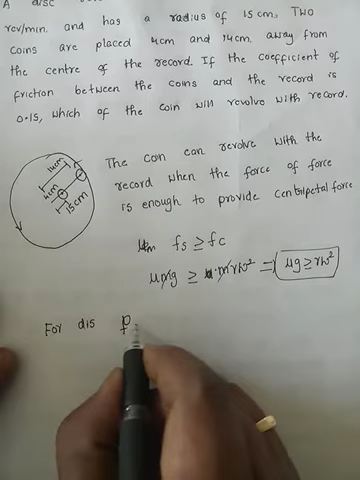 A disc
rev/min. and has a radius of 15 cm, Two
coins are placed 4cm and 14cm away from
the centre of the record. If the coefficient of
friction between the coins and the record is
0.15, which of the coin will revolve with record.
14cm
4cm
15cm
The coin can revolve with the
record when the force of force
is enough to provide centripetal force
fs ≥ fc
μmg ≥ m rω² = μg ≥ rω²
For dis p